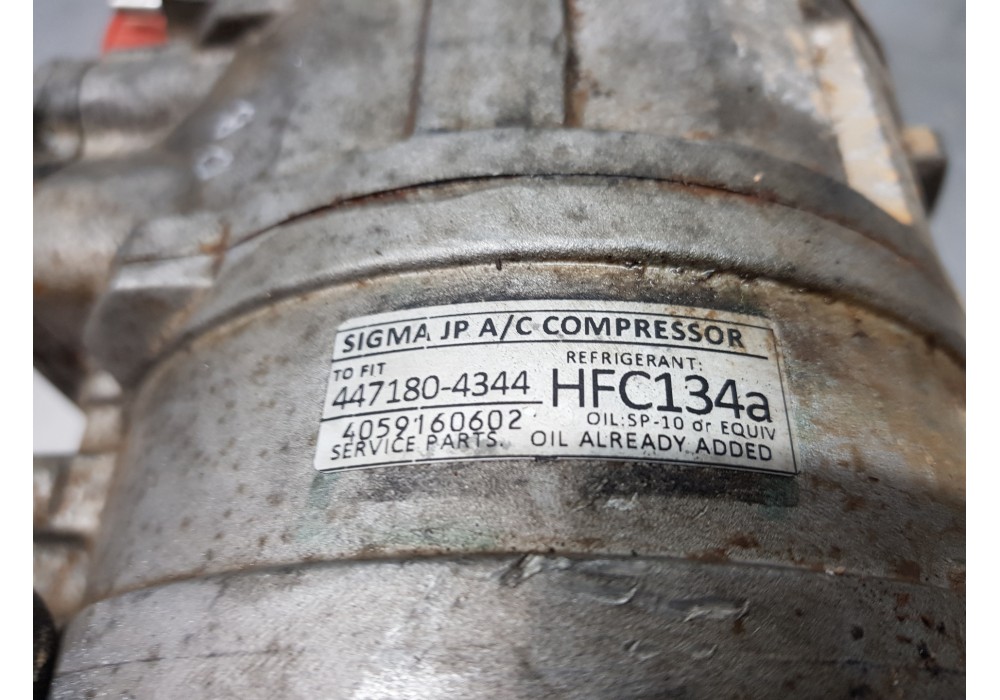 SIGMA JP A/C COMPRESSOR
TO FIT
447180-4344
REFRIGERANT:
HFC134a
4059160602
OIL:SP-10 or EQUIV
SERVICE PARTS. OIL ALREADY ADDED